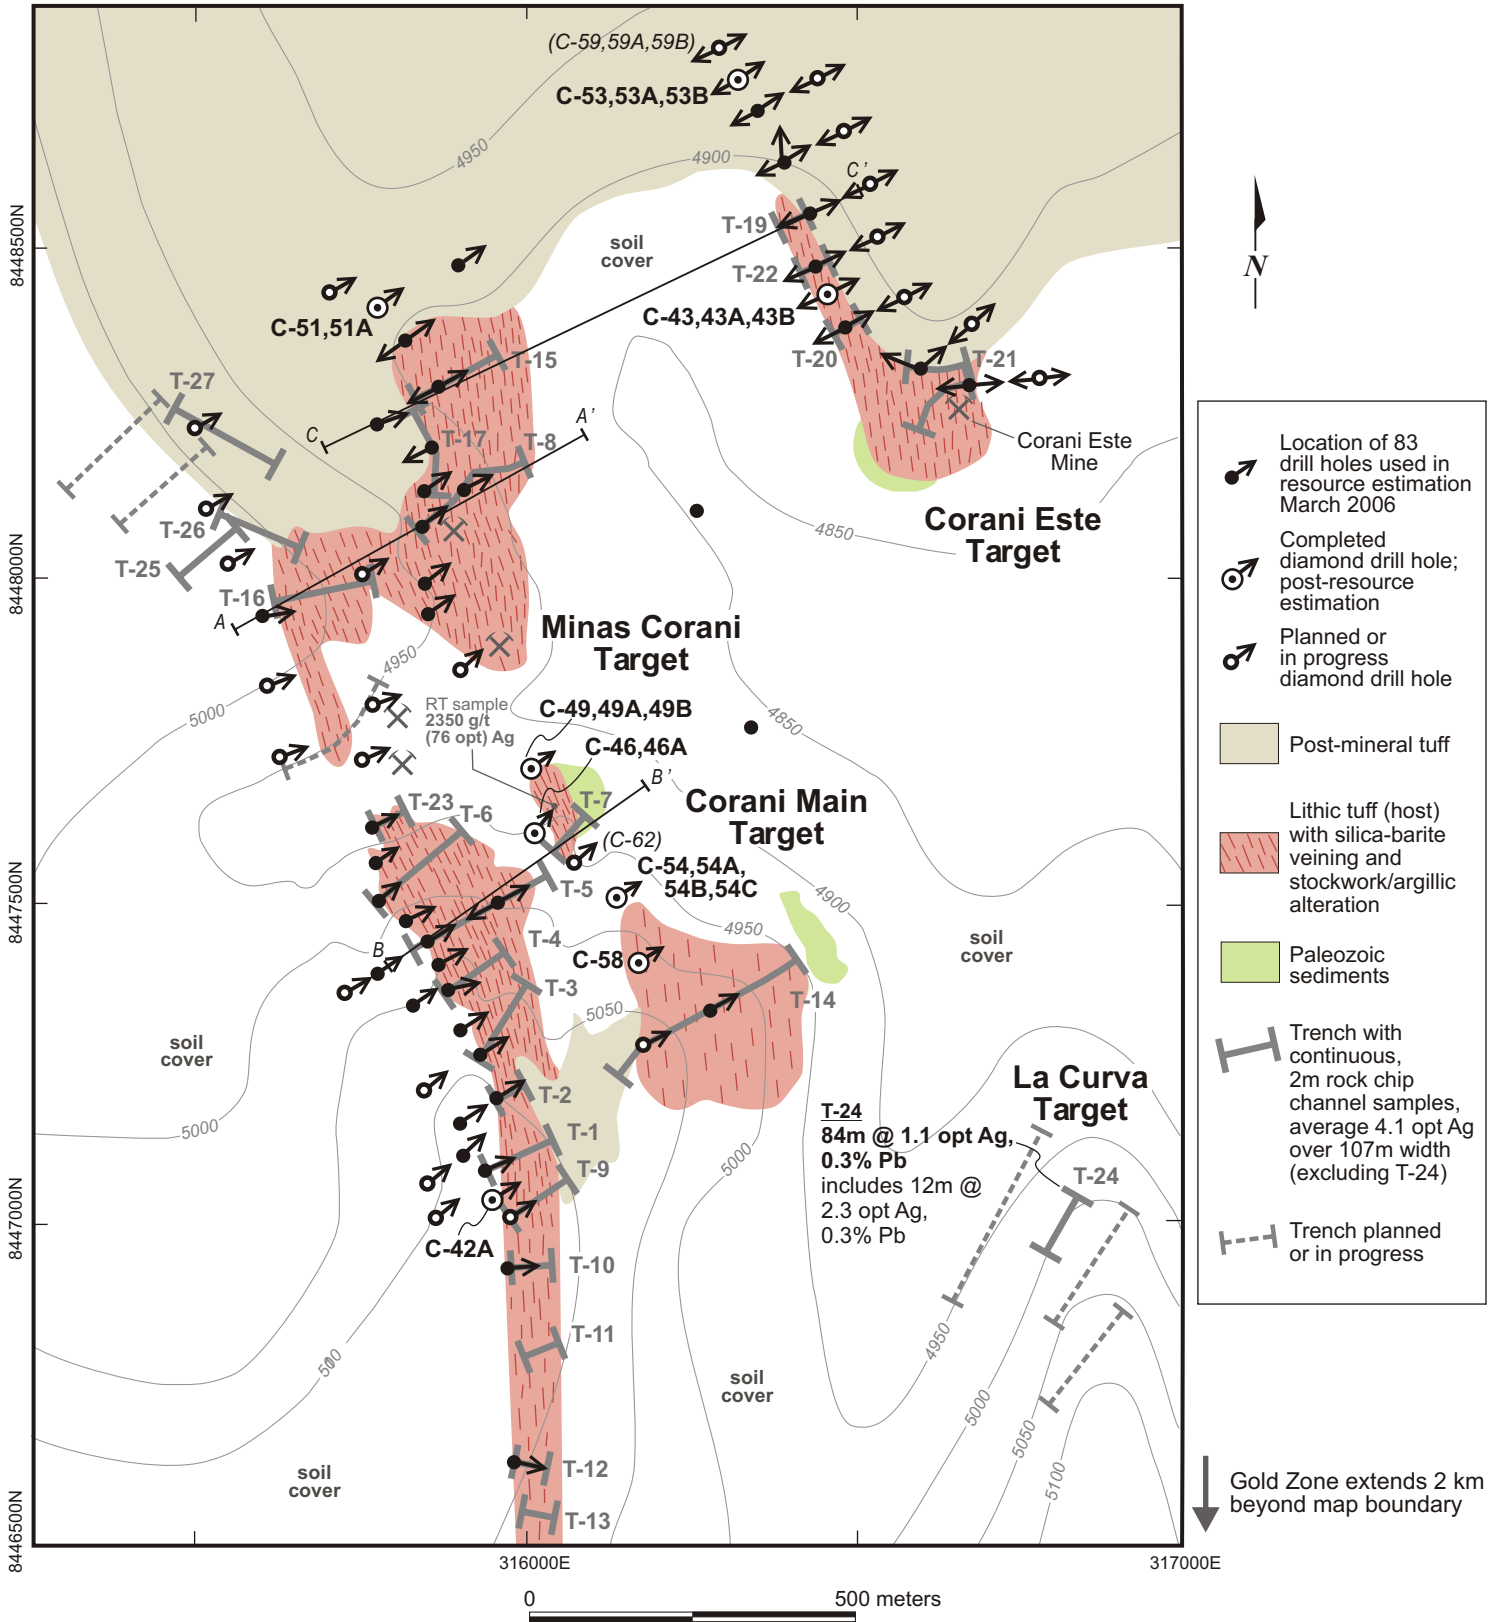 (C-59,59A,59B)
C-53,53A,53B
4950
4900
C'
8448500N
T-19
soil
cover
T-22
C-51,51A
C-43,43A,43B
T-20
T-21
T-15
T-27
A'
C
T-17
T-8
Corani Este
Mine
Corani Este
Target
4850
T-26
T-25
8448000N
T-16
A
Minas Corani
Target
4950
5000
RT sample
2350 g/t
(76 opt) Ag
C-49,49A,49B
4850
C-46,46A
B'
T-7
Corani Main
Target
T-23
T-6
(C-62)
C-54,54A,
54B,54C
T-5
4900
8447500N
4950
T-4
B
C-58
soil
cover
T-3
T-14
5050
soil
cover
La Curva
Target
T-2
T-24
84m @ 1.1 opt Ag,
0.3% Pb
includes 12m @
2.3 opt Ag,
0.3% Pb
5000
T-1
T-9
5000
T-24
8447000N
C-42A
T-10
T-11
4950
soil
cover
5000
5050
5100
T-12
soil
cover
T-13
8446500N
316000E
317000E
0
500 meters
N
Location of 83
drill holes used in
resource estimation
March 2006
Completed
diamond drill hole;
post-resource
estimation
Planned or
in progress
diamond drill hole
Post-mineral tuff
Lithic tuff (host)
with silica-barite
veining and
stockwork/argillic
alteration
Paleozoic
sediments
Trench with
continuous,
2m rock chip
channel samples,
average 4.1 opt Ag
over 107m width
(excluding T-24)
Trench planned
or in progress
Gold Zone extends 2 km
beyond map boundary